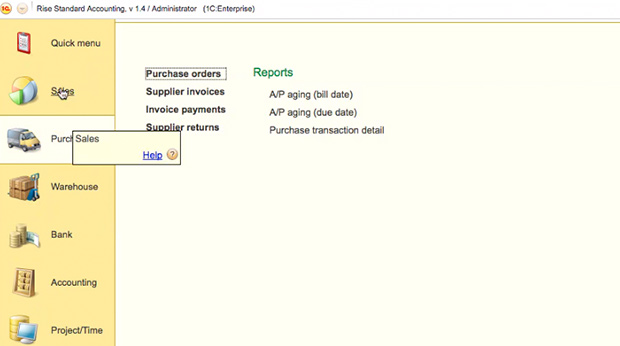 1C Rise Standard Accounting, v 1.4 / Administrator (1C:Enterprise)
Quick menu
Sales
Purch
Sales
Help ?
Warehouse
Bank
Accounting
Project/Time
Purchase orders
Supplier invoices
Invoice payments
Supplier returns
Reports
A/P aging (bill date)
A/P aging (due date)
Purchase transaction detail